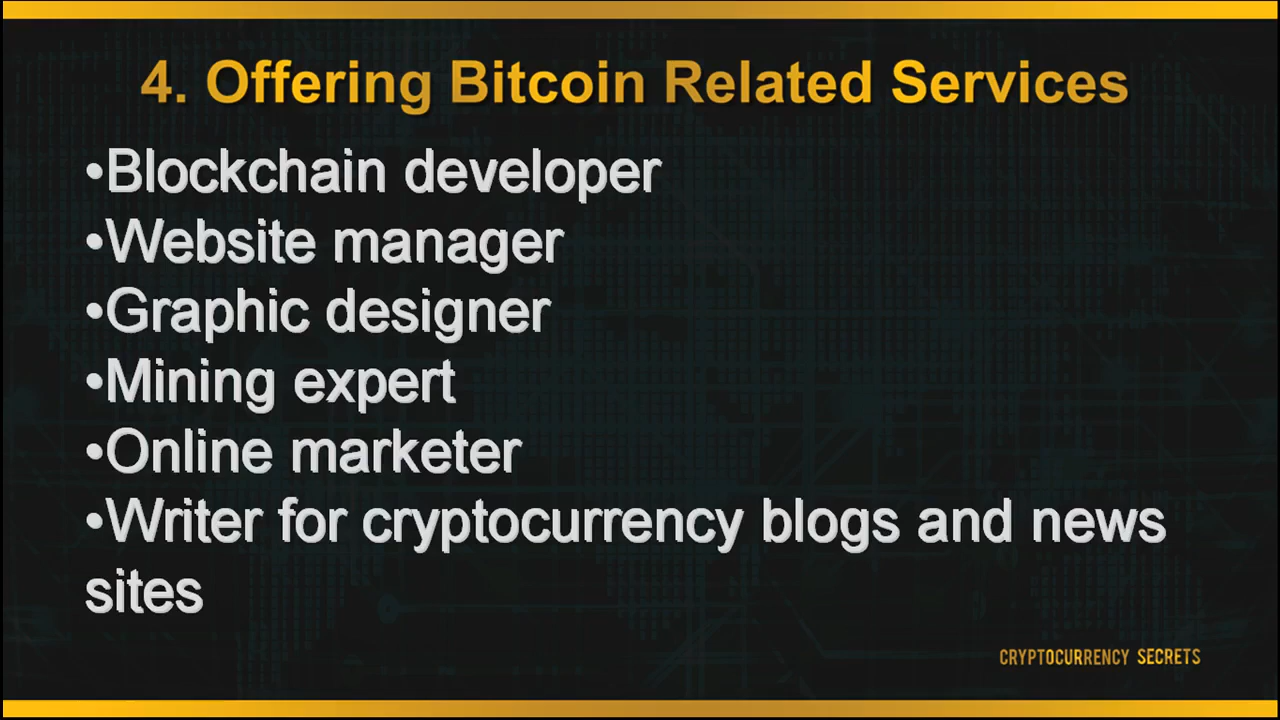 4. Offering Bitcoin Related Services
•Blockchain developer
•Website manager
•Graphic designer
•Mining expert
•Online marketer
•Writer for cryptocurrency blogs and news
sites
CRYPTOCURRENCY SECRETS